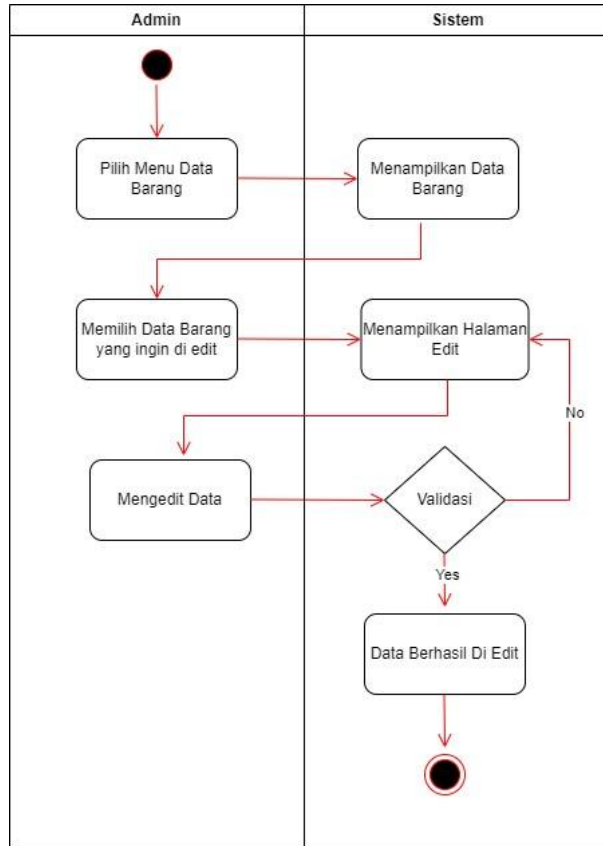 Admin
Sistem
Pilih Menu Data
Barang
Menampilkan Data
Barang
Memilih Data Barang
yang ingin di edit
Menampilkan Halaman
Edit
No
Mengedit Data
Validasi
Yes
Data Berhasil Di Edit